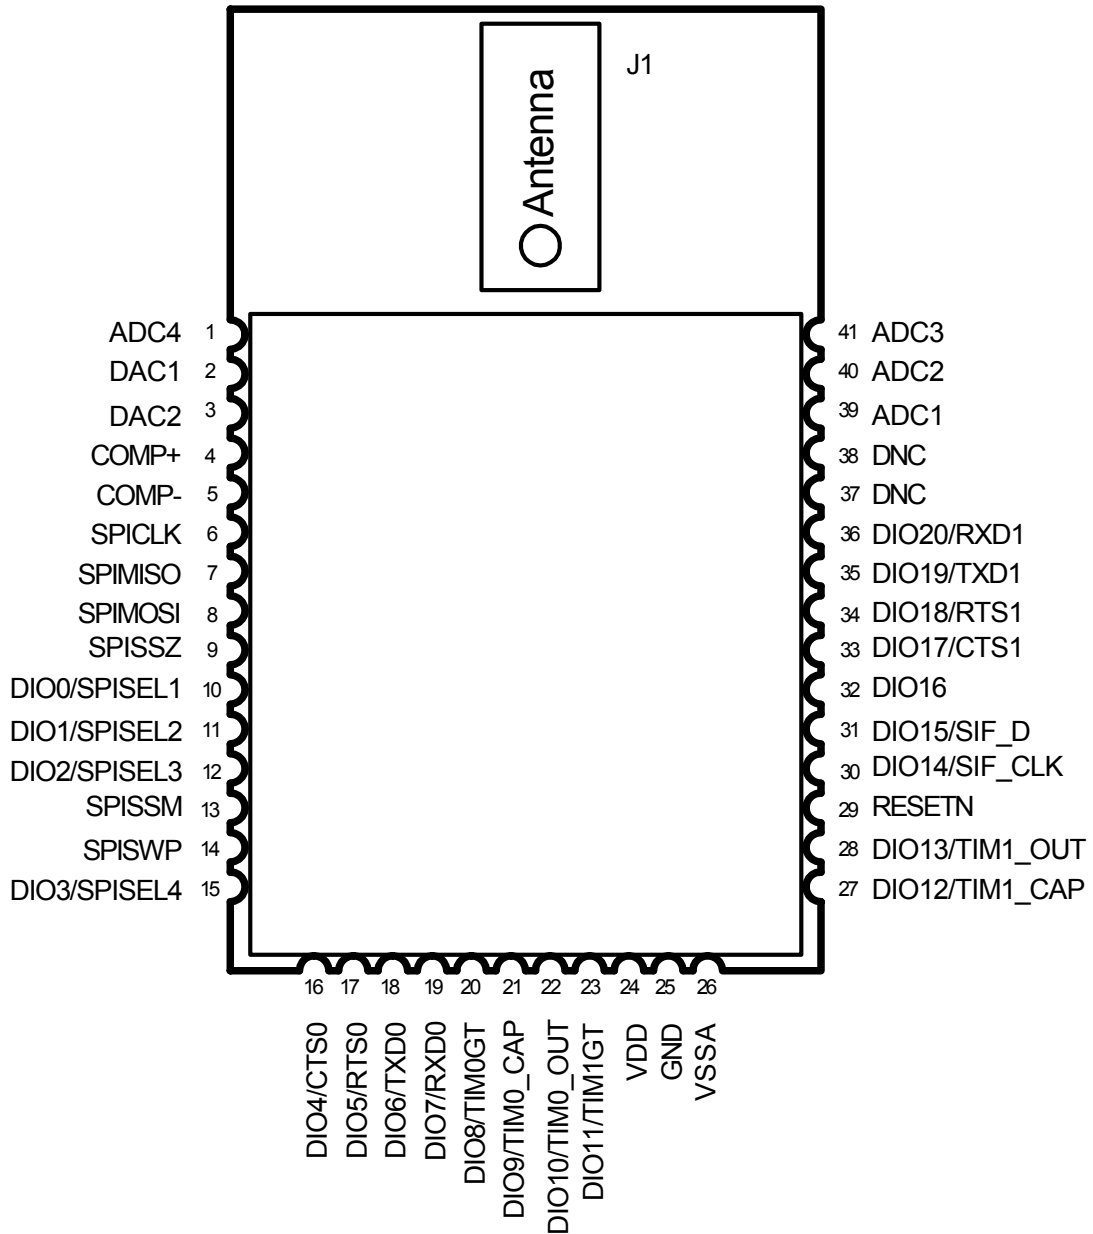 J1
Antenna
ADC4 1
DAC1 2
DAC2 3
COMP+ 4
COMP- 5
SPICLK 6
SPIMISO 7
SPIMOSI 8
SPISSZ 9
DIO0/SPISEL1 10
DIO1/SPISEL2 11
DIO2/SPISEL3 12
SPISSM 13
SPISWP 14
DIO3/SPISEL4 15
41 ADC3
40 ADC2
39 ADC1
38 DNC
37 DNC
36 DIO20/RXD1
35 DIO19/TXD1
34 DIO18/RTS1
33 DIO17/CTS1
32 DIO16
31 DIO15/SIF_D
30 DIO14/SIF_CLK
29 RESETN
28 DIO13/TIM1_OUT
27 DIO12/TIM1_CAP
16 17 18 19 20 21 22 23 24 25 26
DIO4/CTS0
DIO5/RTS0
DIO6/TXD0
DIO7/RXD0
DIO8/TIM0GT
DIO9/TIM0_CAP
DIO10/TIM0_OUT
DIO11/TIM1GT
VDD
GND
VSSA